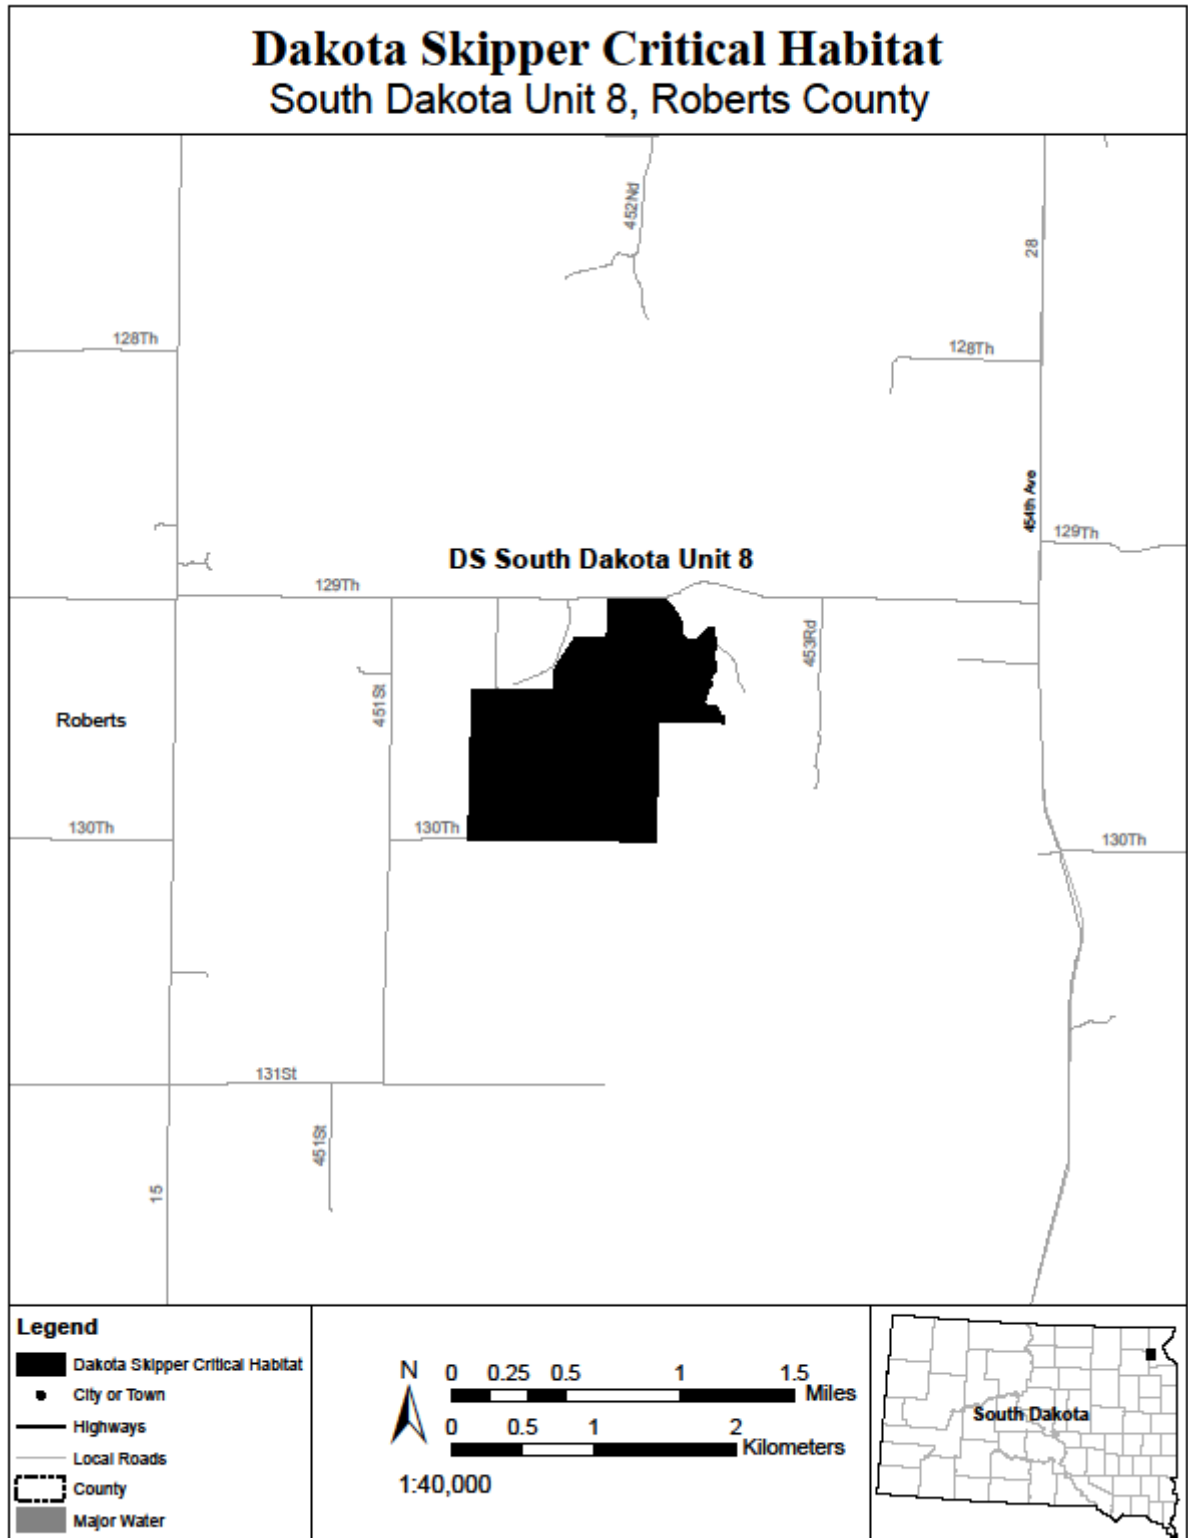 Dakota Skipper Critical Habitat
South Dakota Unit 8, Roberts County
452Nd
28
128Th
128Th
454th Ave
129Th
DS South Dakota Unit 8
129Th
453Rd
451St
Roberts
130Th
130Th
130Th
131St
451St
15
Legend
Dakota Skipper Critical Habitat
City or Town
Highways
Local Roads
County
Major Water
N
0 0.25 0.5 1 1.5
Miles
0 0.5 1 2
Kilometers
1:40,000
South Dakota